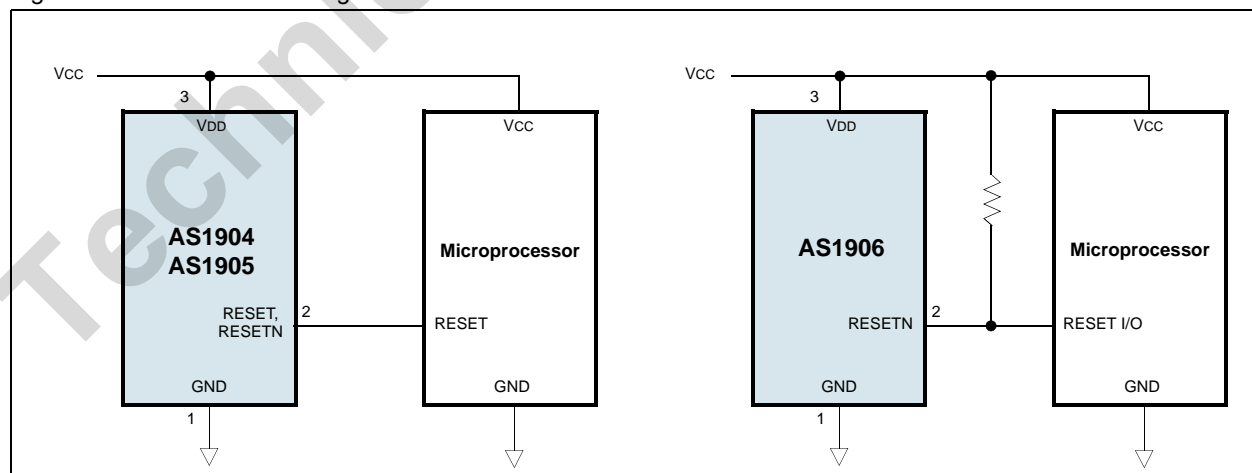 VCC
3
VDD
VCC
AS1904
AS1905
Microprocessor
RESET,
RESETN
2
RESET
GND
GND
1
VCC
3
VDD
VCC
AS1906
Microprocessor
RESETN
2
RESET I/O
GND
GND
1
Technic